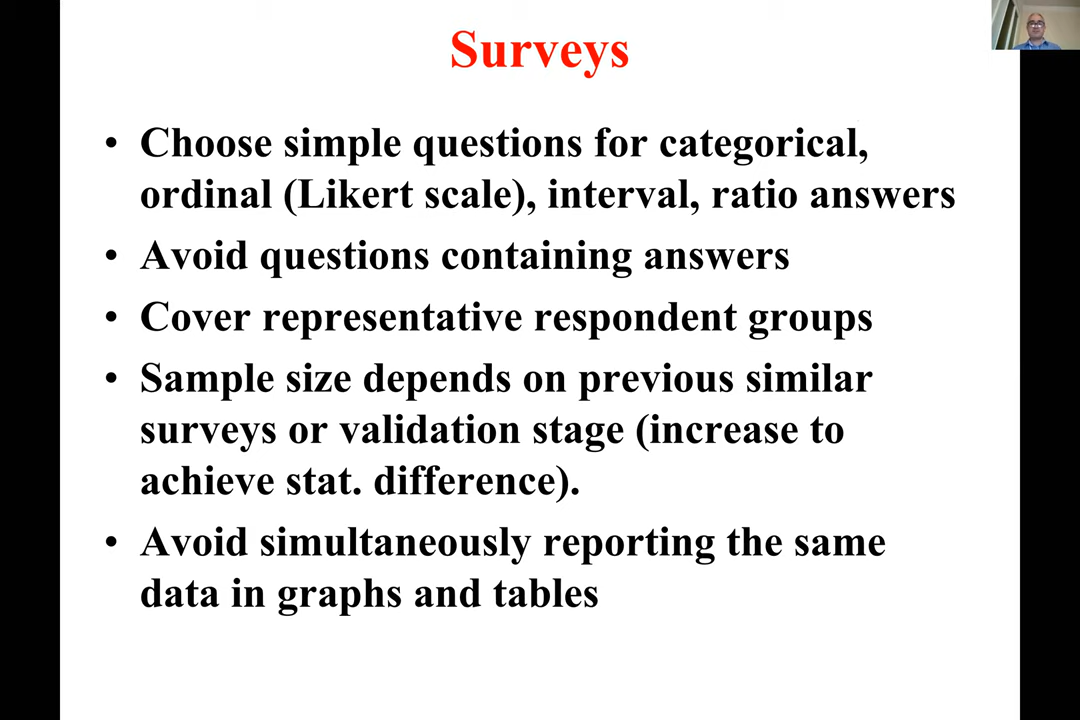 Surveys
• Choose simple questions for categorical,
ordinal (Likert scale), interval, ratio answers
• Avoid questions containing answers
• Cover representative respondent groups
• Sample size depends on previous similar
surveys or validation stage (increase to
achieve stat. difference).
• Avoid simultaneously reporting the same
data in graphs and tables